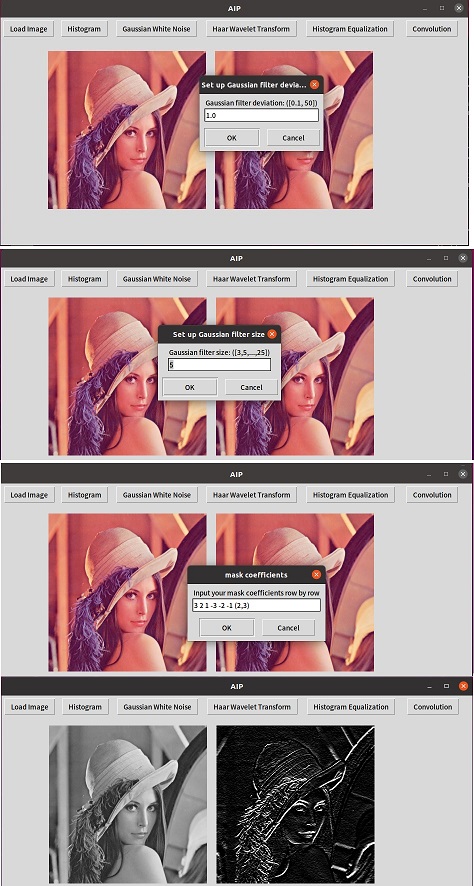 AIP
Load Image Histogram Gaussian White Noise Haar Wavelet Transform Histogram Equalization Convolution
Set up Gaussian filter devia...
Gaussian filter deviation: ([0.1, 50])
1.0
OK Cancel
AIP
Load Image Histogram Gaussian White Noise Haar Wavelet Transform Histogram Equalization Convolution
Set up Gaussian filter size
Gaussian filter size: ([3,5,...,25])
5
OK Cancel
AIP
Load Image Histogram Gaussian White Noise Haar Wavelet Transform Histogram Equalization Convolution
mask coefficients
Input your mask coefficients row by row
3 2 1 -3 -2 -1 (2,3)
OK Cancel
AIP
Load Image Histogram Gaussian White Noise Haar Wavelet Transform Histogram Equalization Convolution